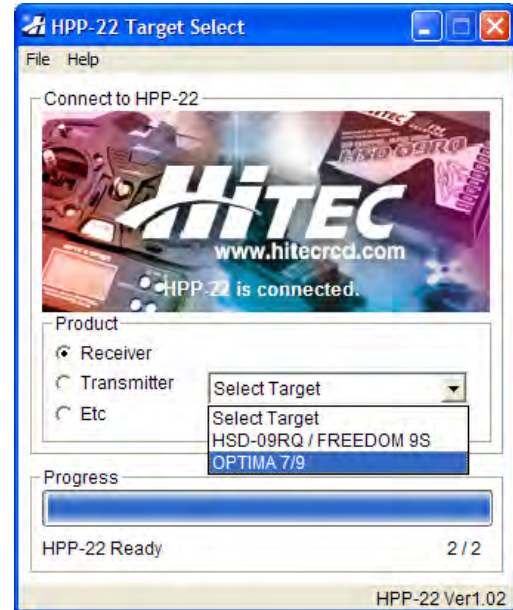 HPP-22 Target Select
File Help
Connect to HPP-22
HSD 09RQ
HiTEC
www.hitecrcd.com
HPP-22 is connected.
Product
Receiver
Transmitter
Select Target
Etc
Select Target
HSD-09RQ / FREEDOM 9S
OPTIMA 7/9
Progress
HPP-22 Ready
2 / 2
HPP-22 Ver1.02